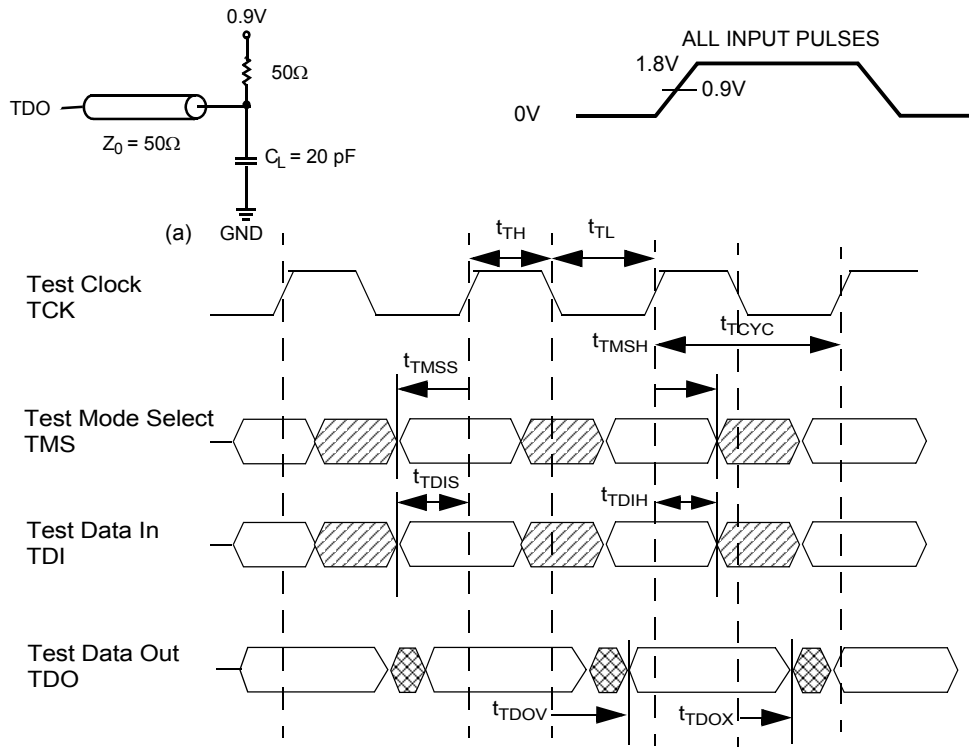 0.9V
50Ω
TDO
Z0 = 50Ω
CL = 20 pF
(a) GND
ALL INPUT PULSES
1.8V
0.9V
0V
tTH
tTL
Test Clock
TCK
tTCYC
tTMSH
tTMSS
Test Mode Select
TMS
tTDIS
tTDIH
Test Data In
TDI
Test Data Out
TDO
tTDOV
tTDOX